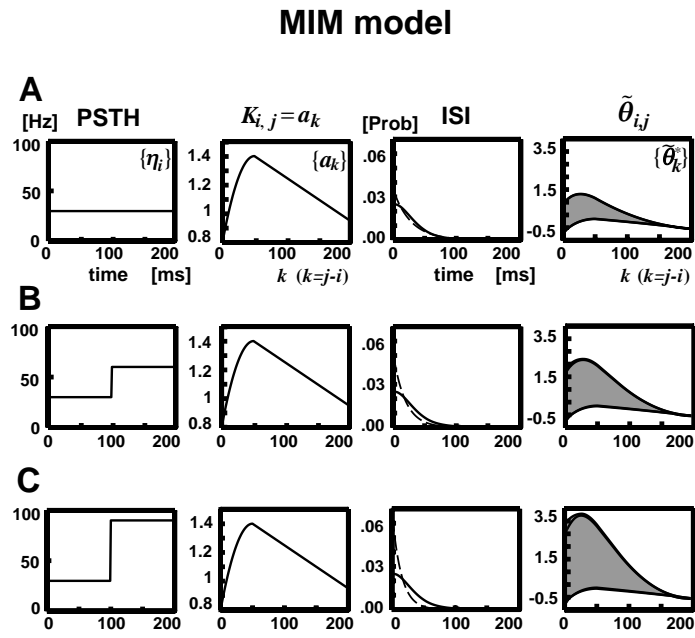 MIM model
A
[Hz] PSTH K_{i, j} = a_k [Prob] ISI \tilde{θ}_{i,j}
100 {η_i} 1.4 {a_k} .06 3.5 {\tilde{θ}_k^*}
50 1.2 .03 1.5
1
0 0.8 .00 -0.5
0 100 200 0 100 200 0 100 200 0 100 200
time [ms] k (k=j-i) time [ms] k (k=j-i)
B
100 1.4 .06 3.5
50 1.2 .03 1.5
1
0 0.8 .00 -0.5
0 100 200 0 100 200 0 100 200 0 100 200
C
100 1.4 .06 3.5
50 1.2 .03 1.5
1
0 0.8 .00 -0.5
0 100 200 0 100 200 0 100 200 0 100 200